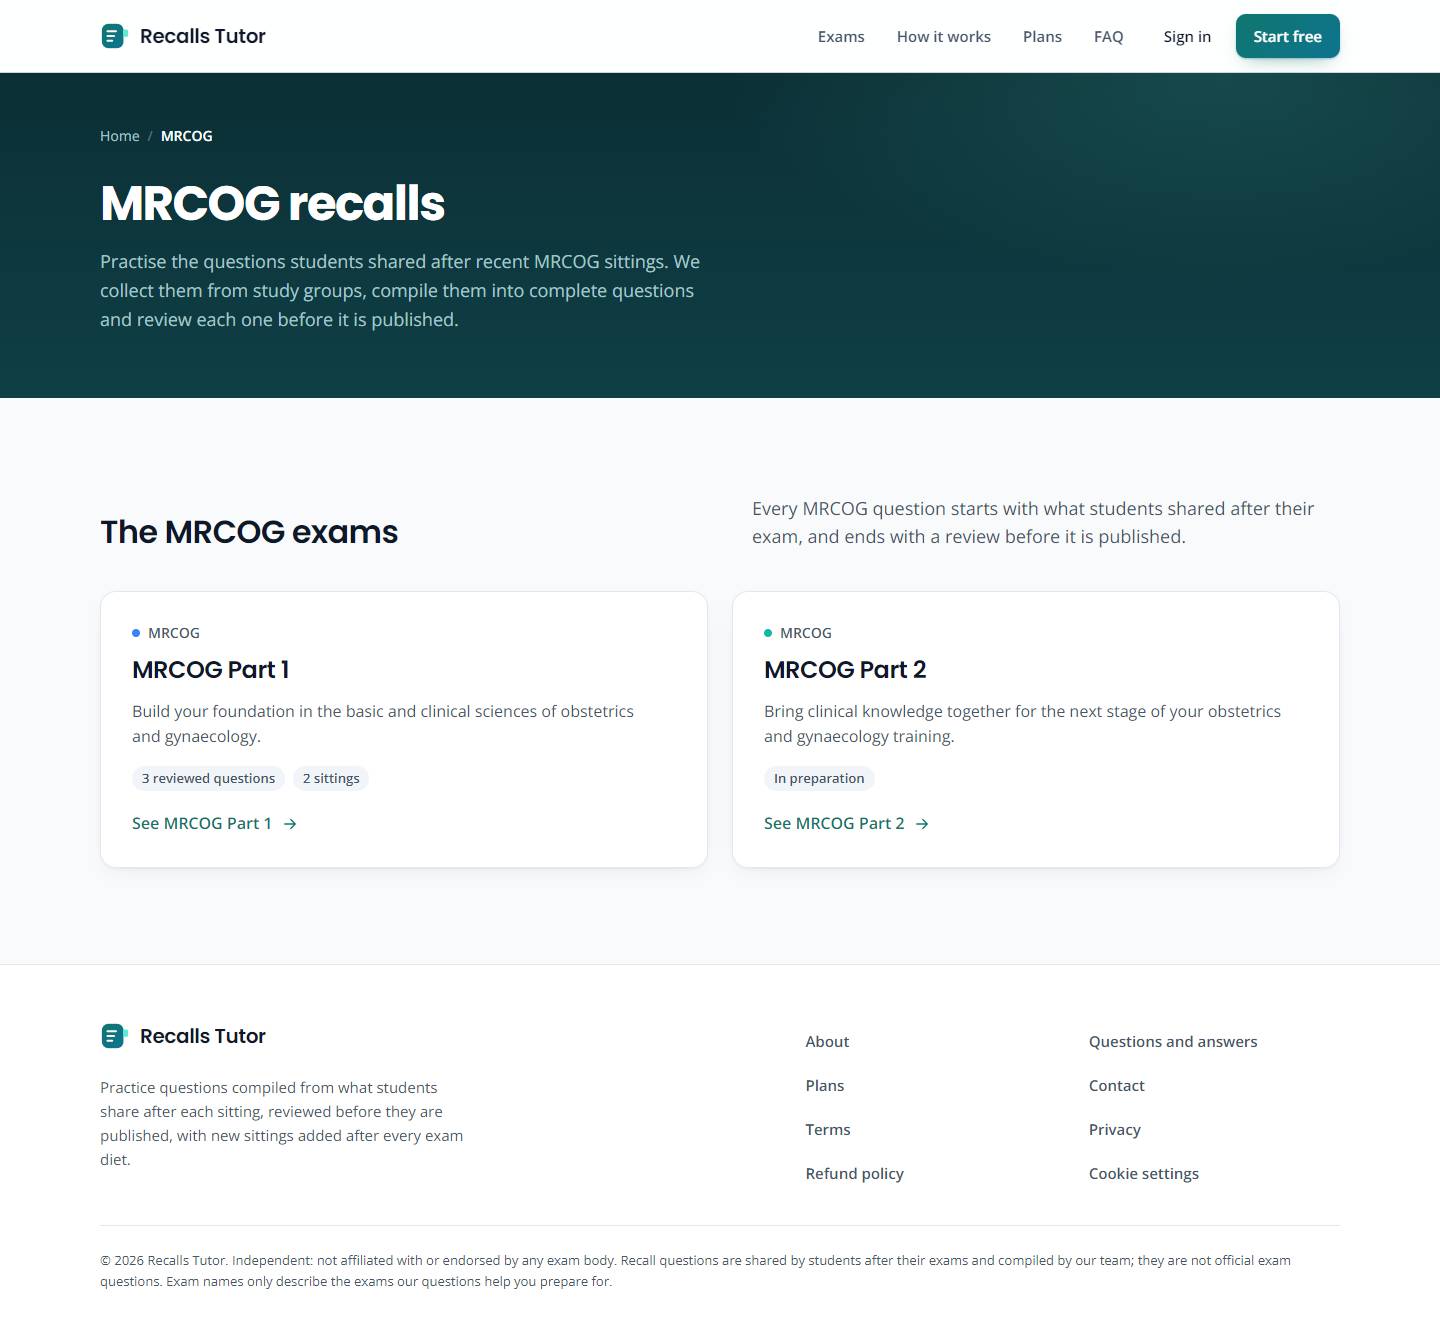 Recalls Tutor
Exams
How it works
Plans
FAQ
Sign in
Start free
Home / MRCOG
MRCOG recalls
Practise the questions students shared after recent MRCOG sittings. We
collect them from study groups, compile them into complete questions
and review each one before it is published.
The MRCOG exams
Every MRCOG question starts with what students shared after their
exam, and ends with a review before it is published.
MRCOG
MRCOG Part 1
Build your foundation in the basic and clinical sciences of obstetrics
and gynaecology.
3 reviewed questions
2 sittings
See MRCOG Part 1 →
MRCOG
MRCOG Part 2
Bring clinical knowledge together for the next stage of your obstetrics
and gynaecology training.
In preparation
See MRCOG Part 2 →
Recalls Tutor
Practice questions compiled from what students
share after each sitting, reviewed before they are
published, with new sittings added after every exam
diet.
About
Plans
Terms
Refund policy
Questions and answers
Contact
Privacy
Cookie settings
© 2026 Recalls Tutor. Independent: not affiliated with or endorsed by any exam body. Recall questions are shared by students after their exams and compiled by our team; they are not official exam
questions. Exam names only describe the exams our questions help you prepare for.